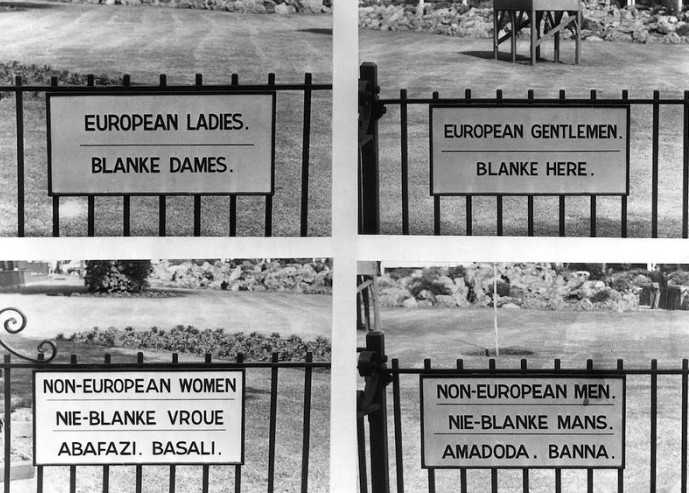 EUROPEAN LADIES.
BLANKE DAMES.
EUROPEAN GENTLEMEN.
BLANKE HERE.
NON-EUROPEAN WOMEN
NIE-BLANKE VROUE
ABAFAZI. BASALI.
NON-EUROPEAN MEN.
NIE-BLANKE MANS.
AMADODA. BANNA.